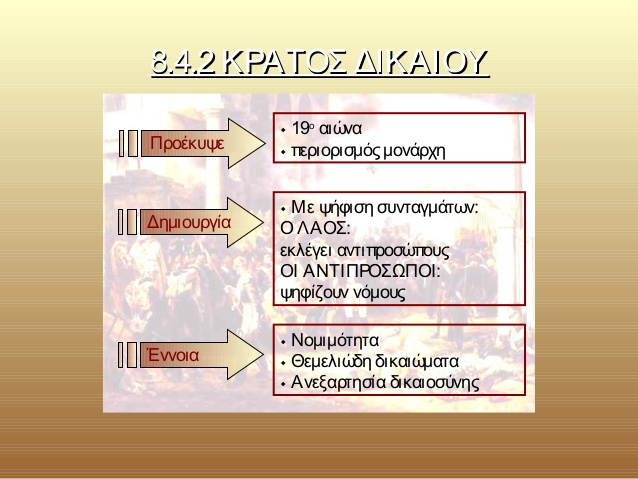 8.4.2 ΚΡΑΤΟΣ ΔΙΚΑΙΟΥ
Προέκυψε
• 19ο αιώνα
• περιορισμός μονάρχη
Δημιουργία
• Με ψήφιση συνταγμάτων:
Ο ΛΑΟΣ:
εκλέγει αντιπροσώπους
ΟΙ ΑΝΤΙΠΡΟΣΩΠΟΙ:
ψηφίζουν νόμους
Έννοια
• Νομιμότητα
• Θεμελιώδη δικαιώματα
• Ανεξαρτησία δικαιοσύνης